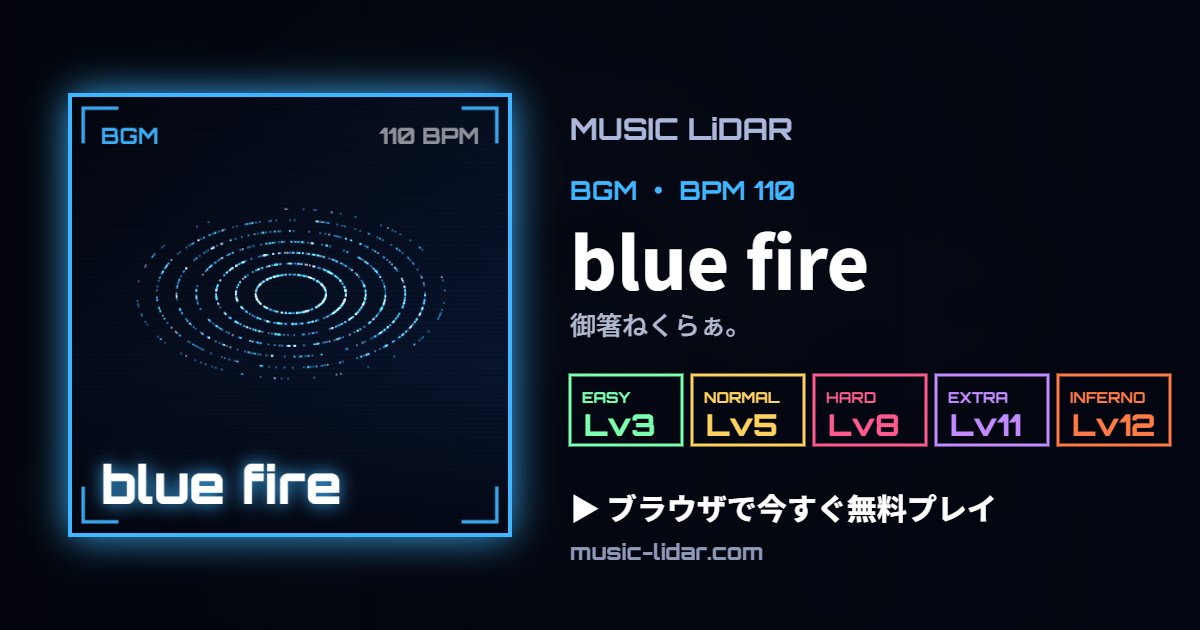 BGM
110 BPM
blue fire
MUSIC LiDAR
BGM ・ BPM 110
blue fire
御箸ねくらぁ。
EASY
Lv3
NORMAL
Lv5
HARD
Lv8
EXTRA
Lv11
INFERNO
Lv12
▶ ブラウザで今すぐ無料プレイ
music-lidar.com